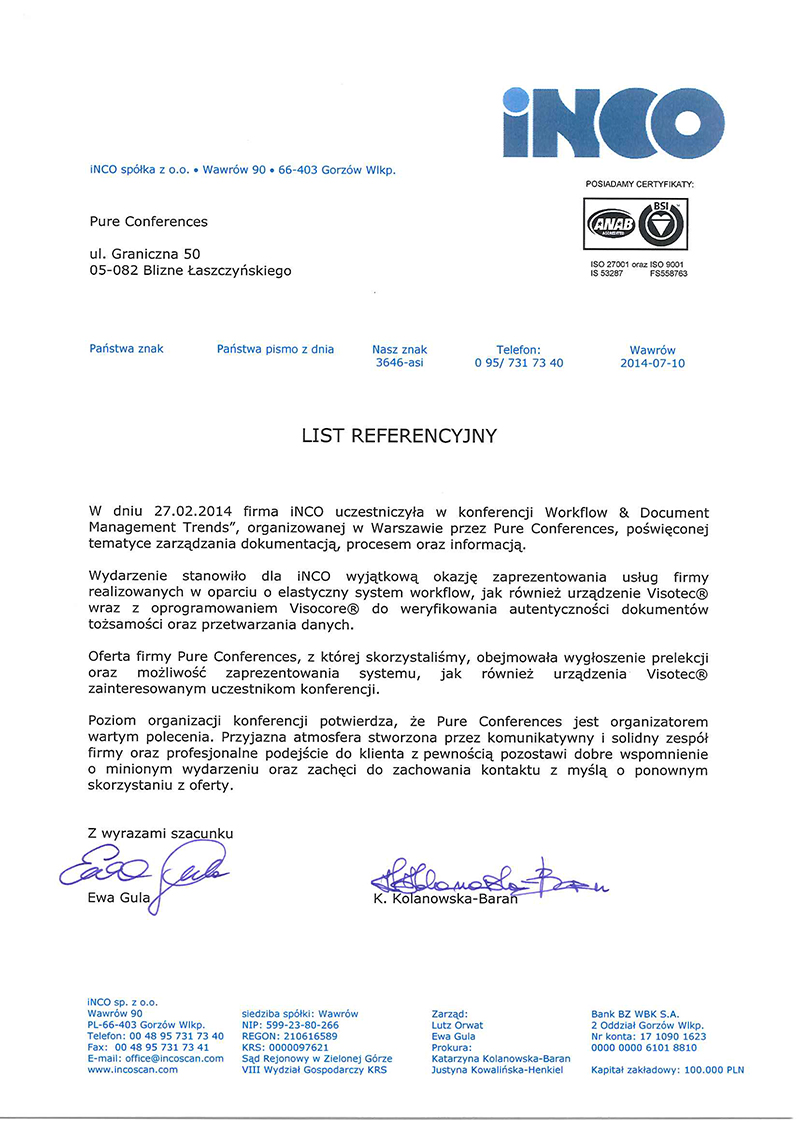 iNCO
iNCO spółka z o.o. • Wawrów 90 • 66-403 Gorzów Wlkp.
POSIADAMY CERTYFIKATY:
ANAB
ACCREDITED
BSI
ISO 27001 oraz ISO 9001
IS 53287 FS558763
Pure Conferences
ul. Graniczna 50
05-082 Blizne Łaszczyńskiego
Państwa znak Państwa pismo z dnia Nasz znak Telefon: Wawrów
3646-asi 0 95/ 731 73 40 2014-07-10
LIST REFERENCYJNY
W dniu 27.02.2014 firma iNCO uczestniczyła w konferencji Workflow & Document
Management Trends”, organizowanej w Warszawie przez Pure Conferences, poświęconej
tematyce zarządzania dokumentacją, procesem oraz informacją.
Wydarzenie stanowiło dla iNCO wyjątkową okazję zaprezentowania usług firmy
realizowanych w oparciu o elastyczny system workflow, jak również urządzenie Visotec®
wraz z oprogramowaniem Visocore® do weryfikowania autentyczności dokumentów
tożsamości oraz przetwarzania danych.
Oferta firmy Pure Conferences, z której skorzystaliśmy, obejmowała wygłoszenie prelekcji
oraz możliwość zaprezentowania systemu, jak również urządzenia Visotec®
zainteresowanym uczestnikom konferencji.
Poziom organizacji konferencji potwierdza, że Pure Conferences jest organizatorem
wartym polecenia. Przyjazna atmosfera stworzona przez komunikatywny i solidny zespół
firmy oraz profesjonalne podejście do klienta z pewnością pozostawi dobre wspomnienie
o minionym wydarzeniu oraz zachęci do zachowania kontaktu z myślą o ponownym
skorzystaniu z oferty.
Z wyrazami szacunku
Ewa Gula
Ewa Gula
K. Kolanowska-Baran
iNCO sp. z o.o.
Wawrów 90
PL-66-403 Gorzów Wlkp.
Telefon: 00 48 95 731 73 40
Fax: 00 48 95 731 73 41
E-mail: office@incoscan.com
www.incoscan.com
siedziba spółki: Wawrów
NIP: 599-23-80-266
REGON: 210616589
KRS: 0000097621
Sąd Rejonowy w Zielonej Górze
VIII Wydział Gospodarczy KRS
Zarząd:
Lutz Orwat
Ewa Gula
Prokura:
Katarzyna Kolanowska-Baran
Justyna Kowalińska-Henkiel
Bank BZ WBK S.A.
2 Oddział Gorzów Wlkp.
Nr konta: 17 1090 1623
0000 0000 6101 8810
Kapitał zakładowy: 100.000 PLN